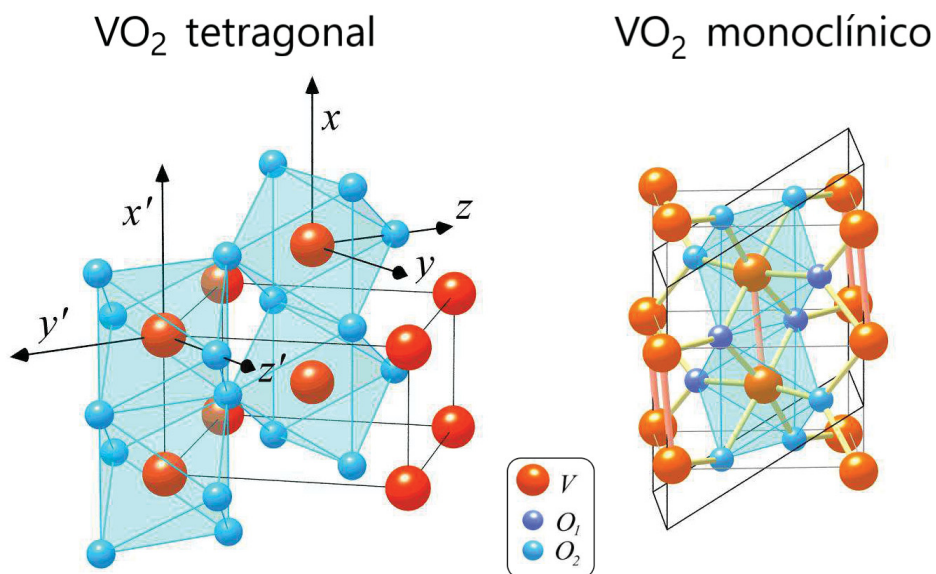 VO₂ tetragonal
VO₂ monoclínico
x
x'
z
y
y'
z'
V
O₁
O₂